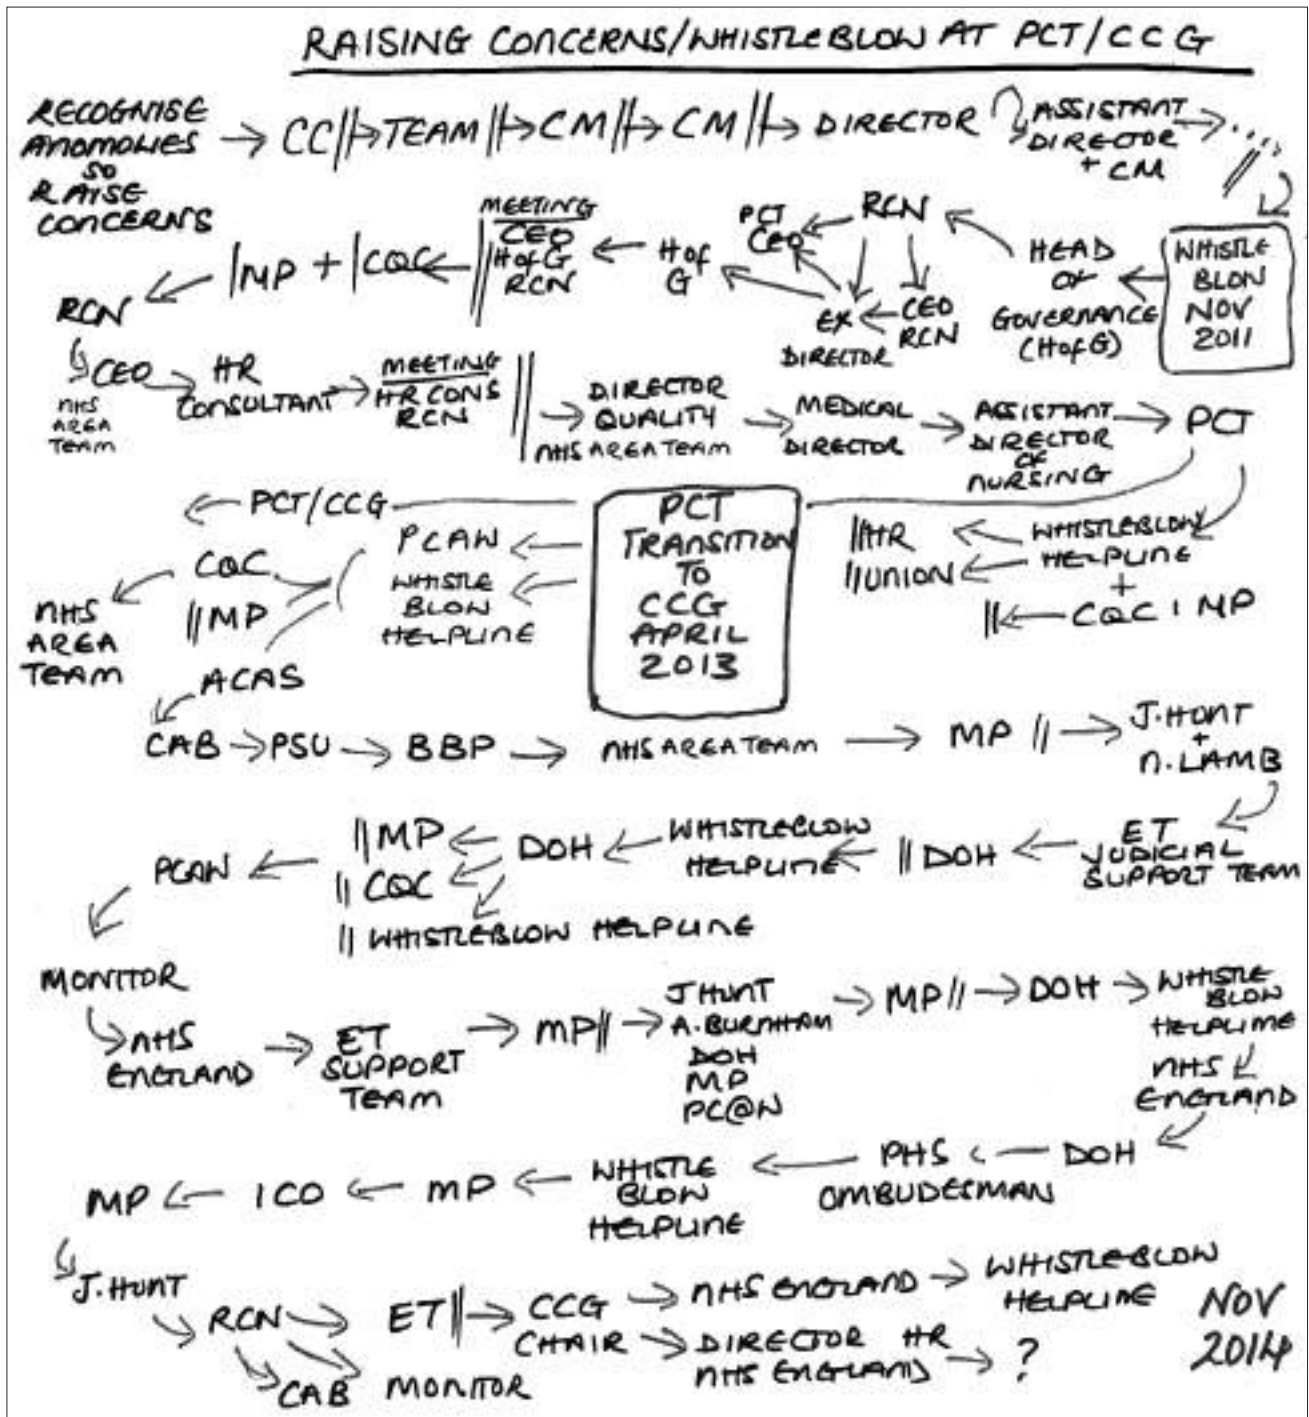 RAISING CONCERNS/WHISTLEBLOW AT PCT/CCG
RECOGNISE
ANOMOLIES
SO
RAISE
CONCERNS
→ CC||→TEAM||→CM||→CM||→ DIRECTOR
ASSISTANT
DIRECTOR
+ CM
→.....
WHISTLE
BLOW
NOV
2011
HEAD
OF
GOVERNANCE
(HofG)
RCN
PCT
CEO
CEO
RCN
EX
DIRECTOR
H of
G
MEETING
CEO
HofG
RCN
|MP + |CQC
RCN
CEO
NHS
AREA
TEAM
HR
CONSULTANT
MEETING
HR CONS
RCN
|| →
DIRECTOR
QUALITY
NHS AREA TEAM
→ MEDICAL
DIRECTOR
→ ASSISTANT
DIRECTOR
OF
NURSING
→ PCT
WHISTLEBLOW
HELPLINE
+
||← CQC | MP
||HR
||UNION
PCT
TRANSITION
TO
CCG
APRIL
2013
← PCT/CCG
PCAW
WHISTLE
BLOW
HELPLINE
CQC
||MP
NHS
AREA
TEAM
ACAS
CAB → PSU → BBP → NHS AREA TEAM → MP || →
J. HUNT
+
N. LAMB
ET
JUDICIAL
SUPPORT TEAM
|| DOH ←
WHISTLEBLOW
HELPLINE
DOH ←
||MP
|| CQC
|| WHISTLEBLOW HELPLINE
PCAW ←
MONITOR
NHS
ENGLAND
→ ET
SUPPORT
TEAM
→ MP|| →
J HUNT
A. BURNHAM
DOH
MP
PC@W
→ MP|| → DOH →
WHISTLE
BLOW
HELPLINE
NHS
ENGLAND
DOH
PHS
OMBUDESMAN
WHISTLE
BLOW
HELPLINE
MP ← ICO ← MP ←
J. HUNT
RCN
CAB
MONITOR
ET|| → CCG
CHAIR
→ NHS ENGLAND → WHISTLEBLOW
HELPLINE
→ DIRECTOR HR
NHS ENGLAND → ?
NOV
2014